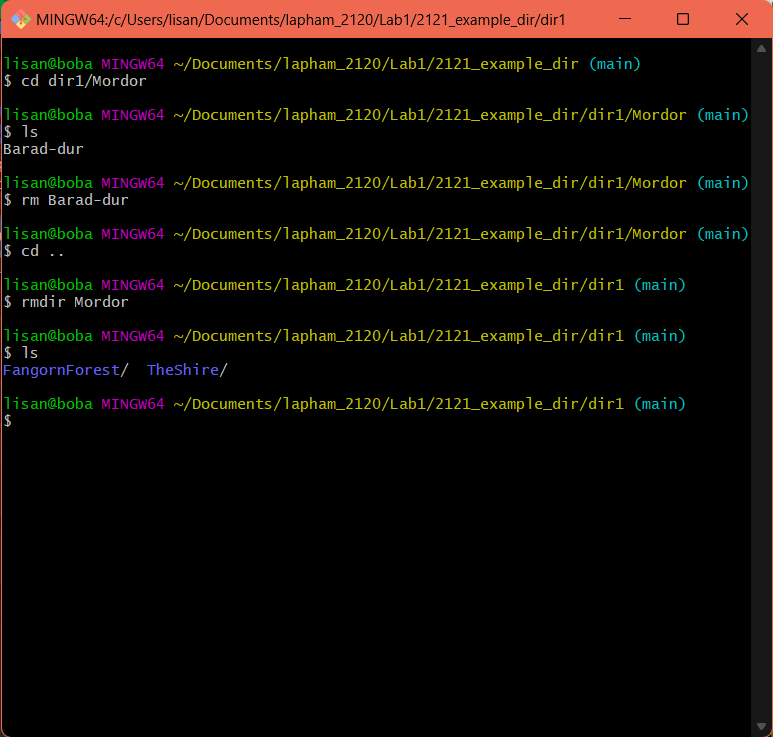 MINGW64:/c/Users/lisan/Documents/lapham_2120/Lab1/2121_example_dir/dir1
lisan@boba MINGW64 ~/Documents/lapham_2120/Lab1/2121_example_dir (main)
$ cd dir1/Mordor
lisan@boba MINGW64 ~/Documents/lapham_2120/Lab1/2121_example_dir/dir1/Mordor (main)
$ ls
Barad-dur
lisan@boba MINGW64 ~/Documents/lapham_2120/Lab1/2121_example_dir/dir1/Mordor (main)
$ rm Barad-dur
lisan@boba MINGW64 ~/Documents/lapham_2120/Lab1/2121_example_dir/dir1/Mordor (main)
$ cd ..
lisan@boba MINGW64 ~/Documents/lapham_2120/Lab1/2121_example_dir/dir1 (main)
$ rmdir Mordor
lisan@boba MINGW64 ~/Documents/lapham_2120/Lab1/2121_example_dir/dir1 (main)
$ ls
FangornForest/  TheShire/
lisan@boba MINGW64 ~/Documents/lapham_2120/Lab1/2121_example_dir/dir1 (main)
$